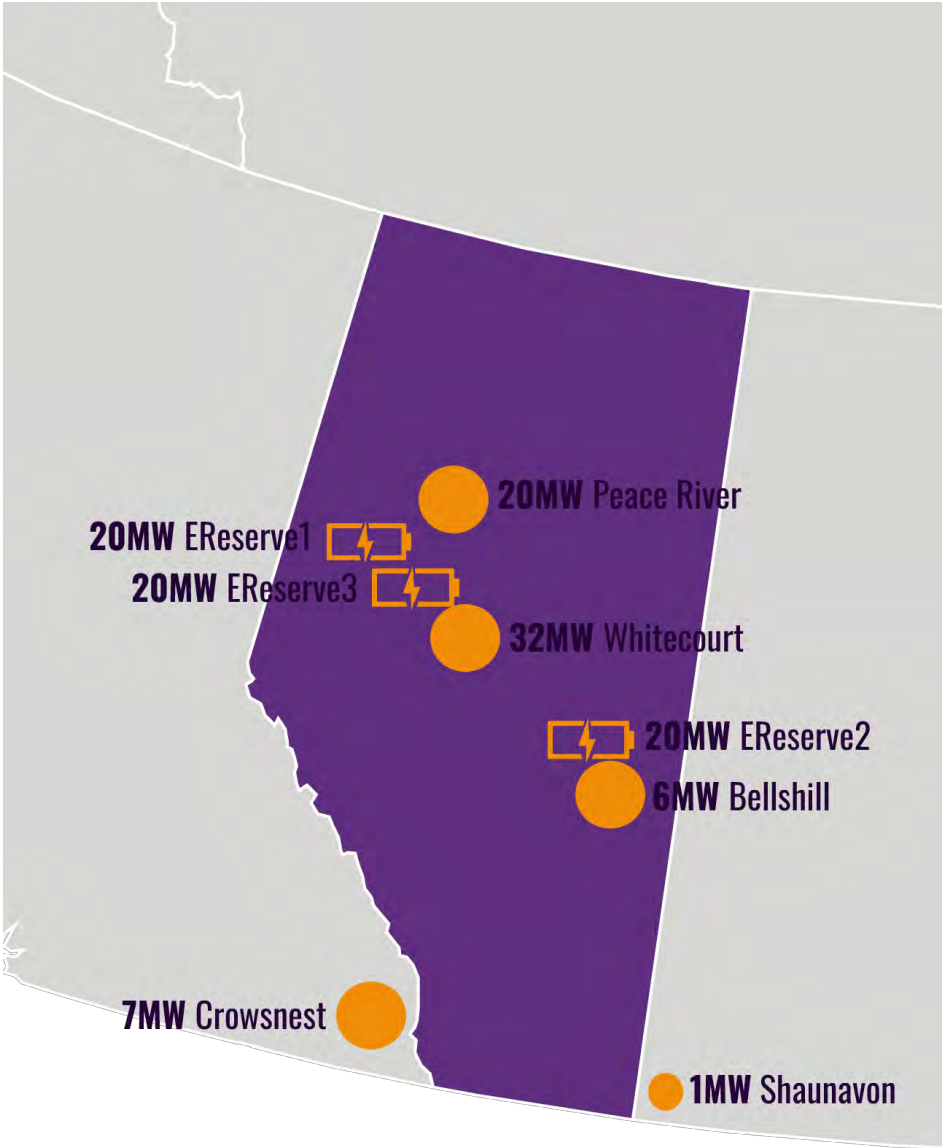 20MW Peace River
20MW EReserve1
20MW EReserve3
32MW Whitecourt
20MW EReserve2
6MW Bellshill
7MW Crowsnest
1MW Shaunavon